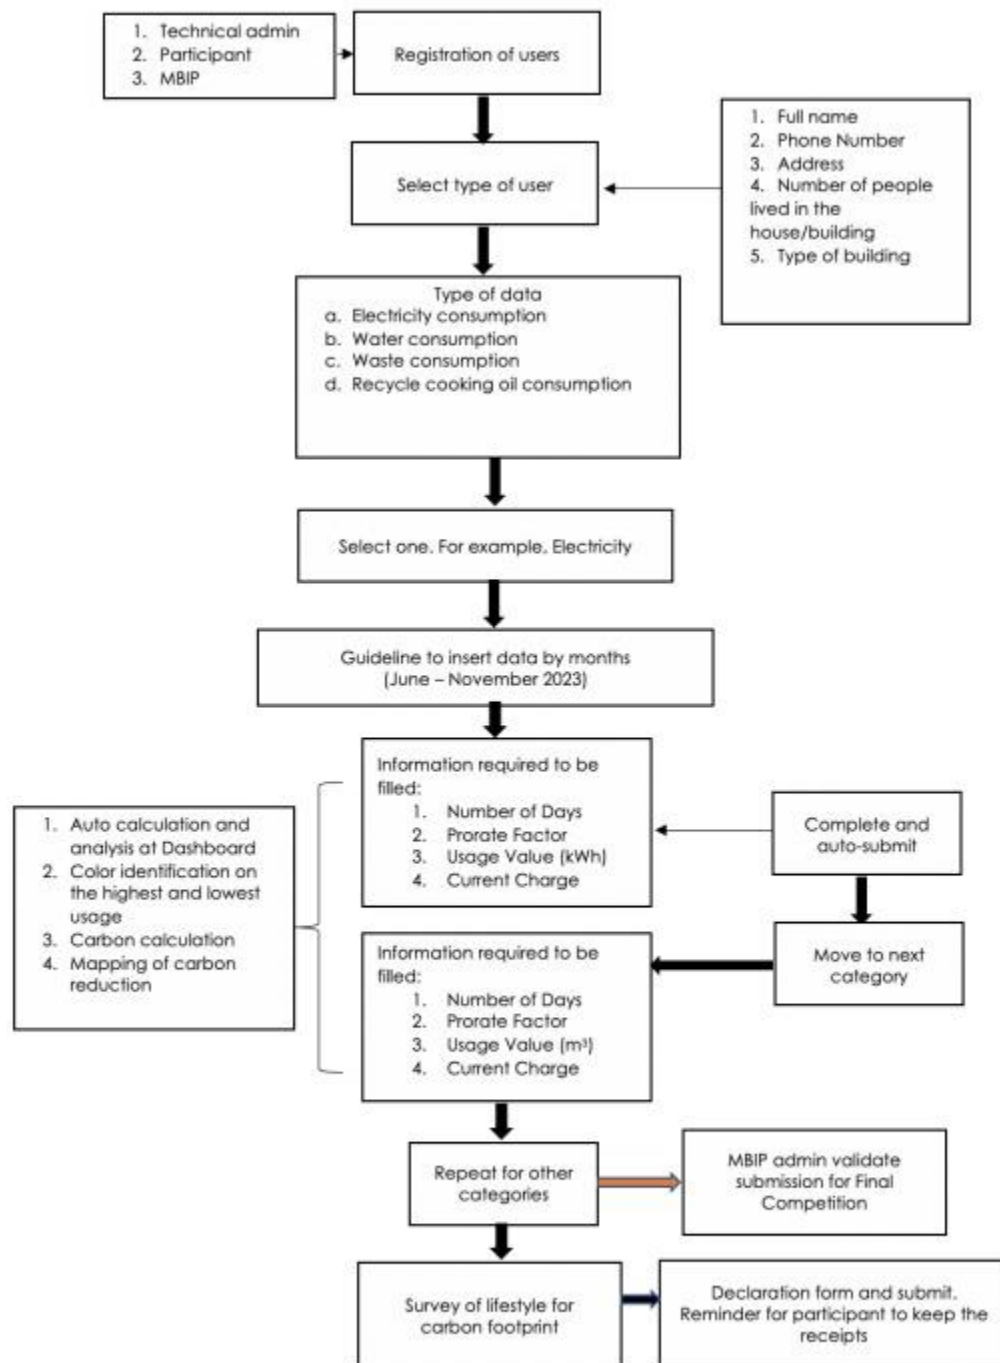 1. Technical admin
2. Participant
3. MBIP
Registration of users
Select type of user
1. Full name
2. Phone Number
3. Address
4. Number of people
lived in the
house/building
5. Type of building
Type of data
a. Electricity consumption
b. Water consumption
c. Waste consumption
d. Recycle cooking oil consumption
Select one. For example. Electricity
Guideline to insert data by months
(June – November 2023)
Information required to be
filled:
1. Number of Days
2. Prorate Factor
3. Usage Value (kWh)
4. Current Charge
Complete and
auto-submit
1. Auto calculation and
analysis at Dashboard
2. Color identification on
the highest and lowest
usage
3. Carbon calculation
4. Mapping of carbon
reduction
Move to next
category
Information required to be
filled:
1. Number of Days
2. Prorate Factor
3. Usage Value (m³)
4. Current Charge
Repeat for other
categories
MBIP admin validate
submission for Final
Competition
Survey of lifestyle for
carbon footprint
Declaration form and submit.
Reminder for participant to keep the
receipts